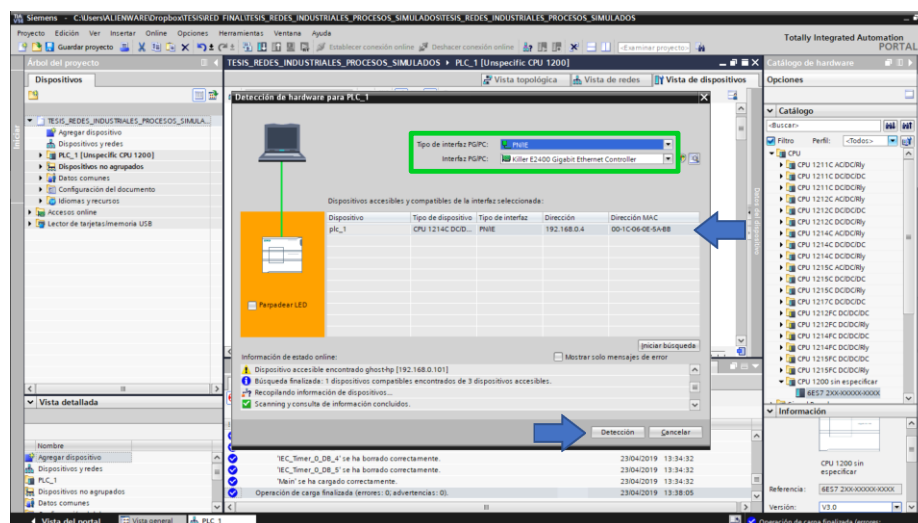 Siemens - C:\Users\ALIENWARE\Dropbox\TESIS\RED FINAL\TESIS_REDES_INDUSTRIALES_PROCESOS_SIMULADOS\TESIS_REDES_INDUSTRIALES_PROCESOS_SIMULADOS
Proyecto Edición Ver Insertar Online Opciones Herramientas Ventana Ayuda
Guardar proyecto Establecer conexión online Deshacer conexión online <Examinar proyecto>
Totally Integrated Automation
PORTAL
Árbol del proyecto
TESIS_REDES_INDUSTRIALES_PROCESOS_SIMULADOS PLC_1 [Unspecific CPU 1200]
Catálogo de hardware
Dispositivos
Vista topológica Vista de redes Vista de dispositivos
Opciones
Iniciar
TESIS_REDES_INDUSTRIALES_PROCESOS_SIMULA...
Agregar dispositivo
Dispositivos y redes
PLC_1 [Unspecific CPU 1200]
Dispositivos no agrupados
Datos comunes
Configuración del documento
Idiomas y recursos
Accesos online
Lector de tarjetas/memoria USB
Vista detallada
Nombre
Agregar dispositivo
Dispositivos y redes
PLC_1
Dispositivos no agrupados
Datos comunes
Detección de hardware para PLC_1
Tipo de interfaz PG/PC: PN/IE
Interfaz PG/PC: Killer E2400 Gigabit Ethernet Controller
Dispositivos accesibles y compatibles de la interfaz seleccionada:
Dispositivo Tipo de dispositivo Tipo de interfaz Dirección Dirección MAC
plc_1 CPU 1214C DC/D... PN/IE 192.168.0.4 00-1C-06-0E-5A-BB
Parpadear LED
Iniciar búsqueda
Información de estado online:
Mostrar solo mensajes de error
Dispositivo accesible encontrado ghost-hp [192.168.0.101]
Búsqueda finalizada: 1 dispositivos compatibles encontrados de 3 dispositivos accesibles.
Recopilando información de dispositivos...
Scanning y consulta de información concluidos.
Detección Cancelar
'IEC_Timer_0_DB_4' se ha borrado correctamente. 23/04/2019 13:34:32
'IEC_Timer_0_DB_5' se ha borrado correctamente. 23/04/2019 13:34:32
'Main' se ha cargado correctamente. 23/04/2019 13:34:32
Operación de carga finalizada (errores: 0; advertencias: 0). 23/04/2019 13:38:05
Catálogo
<Buscar>
Filtro Perfil: <Todos>
CPU
CPU 1211C AC/DC/Rly
CPU 1211C DC/DC/DC
CPU 1211C DC/DC/Rly
CPU 1212C AC/DC/Rly
CPU 1212C DC/DC/DC
CPU 1212C DC/DC/Rly
CPU 1214C AC/DC/Rly
CPU 1214C DC/DC/DC
CPU 1214C DC/DC/Rly
CPU 1215C AC/DC/Rly
CPU 1215C DC/DC/DC
CPU 1215C DC/DC/Rly
CPU 1217C DC/DC/DC
CPU 1212FC DC/DC/DC
CPU 1212FC DC/DC/Rly
CPU 1214FC DC/DC/DC
CPU 1214FC DC/DC/Rly
CPU 1215FC DC/DC/DC
CPU 1215FC DC/DC/Rly
CPU 1200 sin especificar
6ES7 2XX-XXXXX-XXXX
Información
CPU 1200 sin
especificar
Referencia: 6ES7 2XX-XXXXX-XXXX
Versión: V3.0
Vista del portal Vista general PLC_1
Operación de carga finalizada (errores: